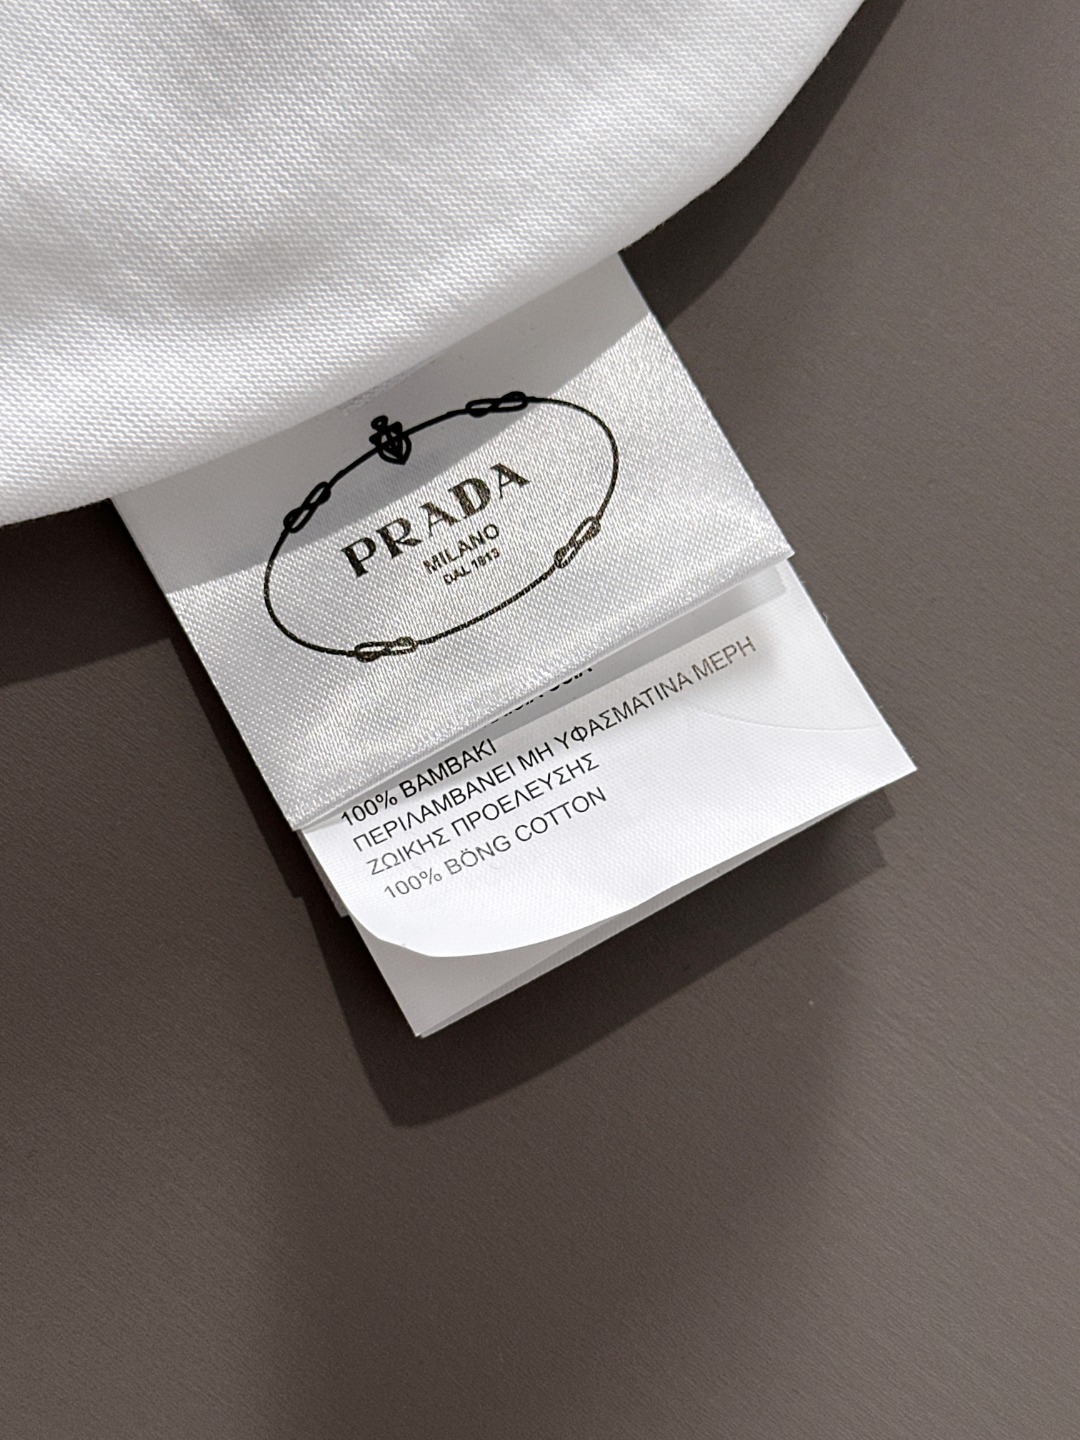 PRADA
MILANO
DAL 1913
100% ΒΑΜΒΑΚΙ
ΠΕΡΙΛΑΜΒΑΝΕΙ ΜΗ ΥΦΑΣΜΑΤΙΝΑ ΜΕΡΗ
ΖΩΙΚΗΣ ΠΡΟΕΛΕΥΣΗΣ
100% BÔNG COTTON